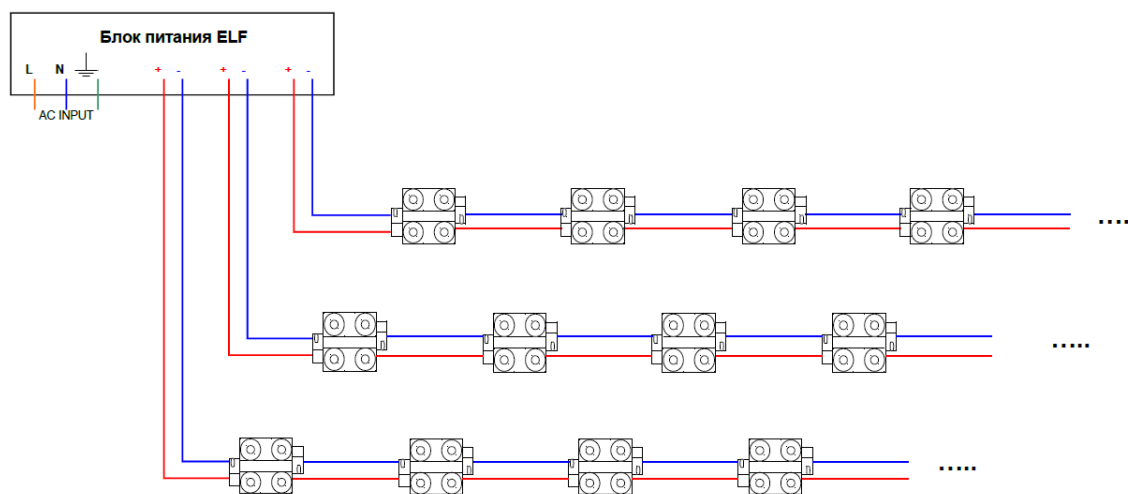 Блок питания ELF
L N + - + - + -
AC INPUT
.....
.....
.....